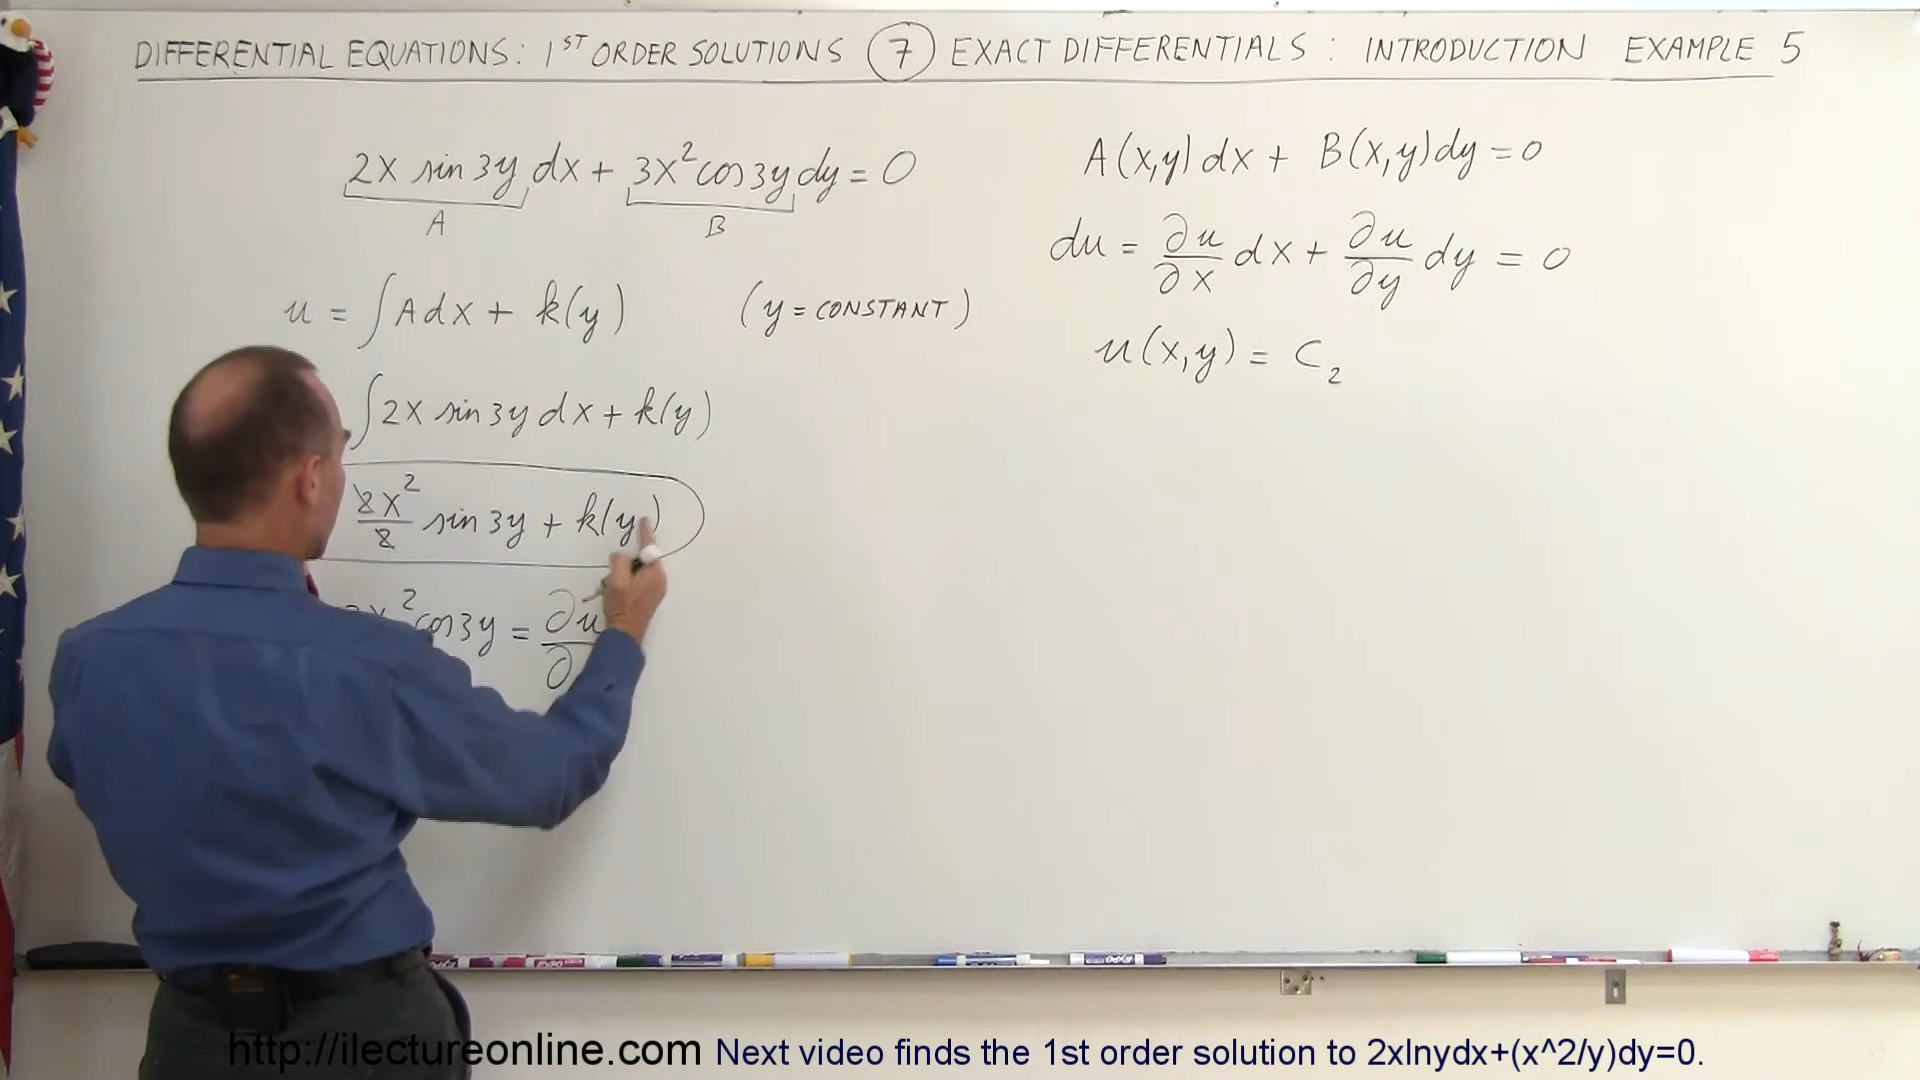 DIFFERENTIAL EQUATIONS: 1ST ORDER SOLUTIONS 7 EXACT DIFFERENTIALS: INTRODUCTION EXAMPLE 5
2x sin 3y dx + 3x² cos 3y dy = 0
A B
u = ∫ A dx + k(y) (y = CONSTANT)
∫ 2x sin 3y dx + k(y)
2x²/2 sin 3y + k(y)
x² cos 3y = ∂u/∂
A(x,y) dx + B(x,y) dy = 0
du = ∂u/∂x dx + ∂u/∂y dy = 0
u(x,y) = C₂
EXPO
http://ilectureonline.com Next video finds the 1st order solution to 2xlnydx+(x^2/y)dy=0.